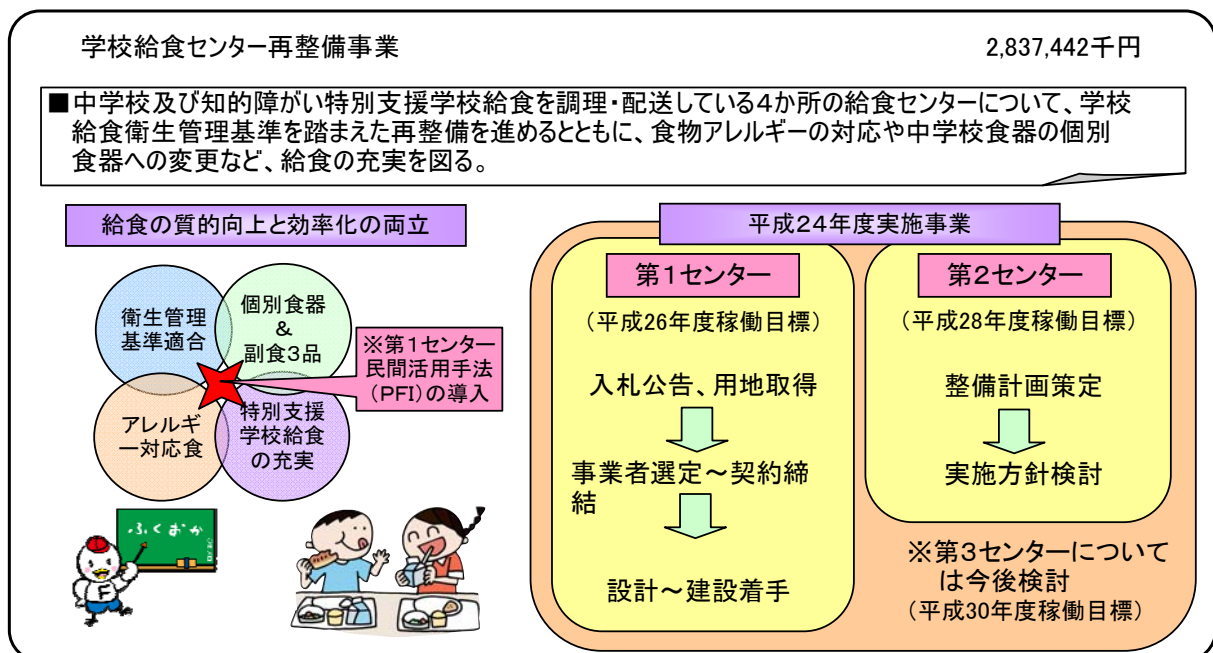 学校給食センター再整備事業
2,837,442千円
■中学校及び知的障がい特別支援学校給食を調理・配送している４か所の給食センターについて、学校
給食衛生管理基準を踏まえた再整備を進めるとともに、食物アレルギーの対応や中学校食器の個別
食器への変更など、給食の充実を図る。
給食の質的向上と効率化の両立
衛生管理
基準適合
個別食器
＆
副食３品
アレルギ
ー対応食
特別支援
学校給食
の充実
※第１センター
民間活用手法
（PFI）の導入
ふくおか
F
平成２４年度実施事業
第１センター
（平成26年度稼働目標）
入札公告、用地取得
事業者選定～契約締
結
設計～建設着手
第２センター
（平成28年度稼働目標）
整備計画策定
実施方針検討
※第３センターについて
は今後検討
（平成30年度稼働目標）